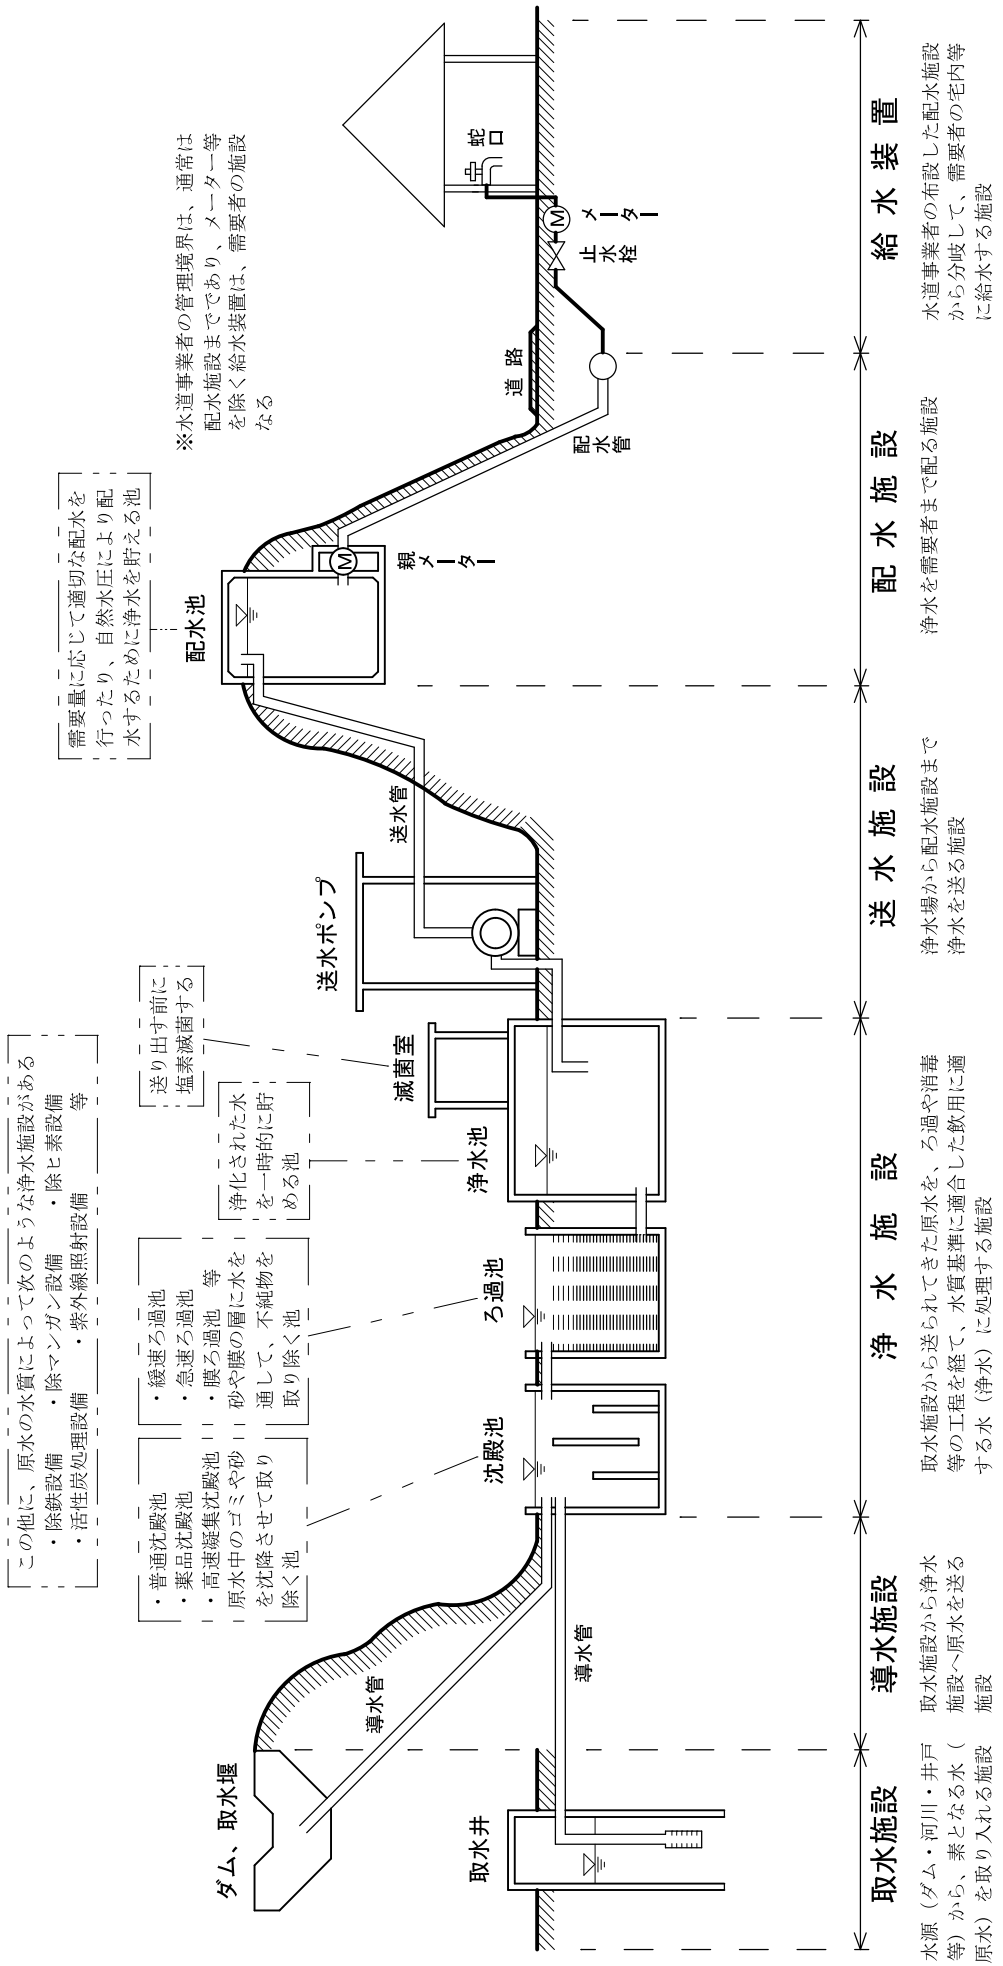 この他に、原水の水質によって次のような浄水施設がある
・除鉄設備　・除マンガン設備　・除ヒ素設備
・活性炭処理設備　・紫外線照射設備　等
・普通沈殿池
・薬品沈殿池
・高速凝集沈殿池
原水中のゴミや砂
を沈降させて取り
除く池
・緩速ろ過池
・急速ろ過池
・膜ろ過池　等
砂や膜の層に水を
通して、不純物を
取り除く池
浄化された水
を一時的に貯
める池
送り出す前に
塩素滅菌する
需要量に応じて適切な配水を
行ったり、自然水圧により配
水するために浄水を貯える池
※水道事業者の管理境界は、通常は
配水施設までであり、メーター等
を除く給水装置は、需要者の施設
なる
ダム、取水堰
取水井
導水管
導水管
沈殿池
ろ過池
浄水池
滅菌室
送水ポンプ
送水管
配水池
M
親メーター
配水管
道路
止水栓
M
メーター
蛇口
取水施設
水源（ダム・河川・井戸
等）から、素となる水（
原水）を取り入れる施設
導水施設
取水施設から浄水
施設へ原水を送る
施設
浄水施設
取水施設から送られてきた原水を、ろ過や消毒
等の工程を経て、水質基準に適合した飲用に適
する水（浄水）に処理する施設
送水施設
浄水場から配水施設まで
浄水を送る施設
配水施設
浄水を需要者まで配る施設
給水装置
水道事業者の布設した配水施設
から分岐して、需要者の宅内等
に給水する施設